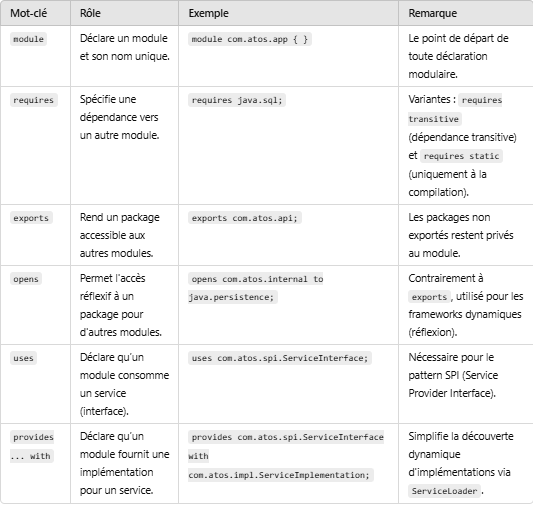 Mot-clé Rôle Exemple Remarque
module Déclare un module module com.atos.app { } Le point de départ de
et son nom unique. toute déclaration
modulaire.
requires Spécifie une requires java.sql; Variantes : requires
dépendance vers transitive
un autre module. (dépendance transitive)
et requires static
(uniquement à la
compilation).
exports Rend un package exports com.atos.api; Les packages non
accessible aux exportés restent privés
autres modules. au module.
opens Permet l'accès opens com.atos.internal to Contrairement à
réflexif à un java.persistence; exports, utilisé pour les
package pour frameworks dynamiques
d'autres modules. (réflexion).
uses Déclare qu'un uses com.atos.spi.ServiceInterface; Nécessaire pour le
module consomme pattern SPI (Service
un service Provider Interface).
(interface).
provides Déclare qu'un provides com.atos.spi.ServiceInterface Simplifie la découverte
... with module fournit une with dynamique
implémentation com.atos.impl.ServiceImplementation; d'implémentations via
pour un service. ServiceLoader.